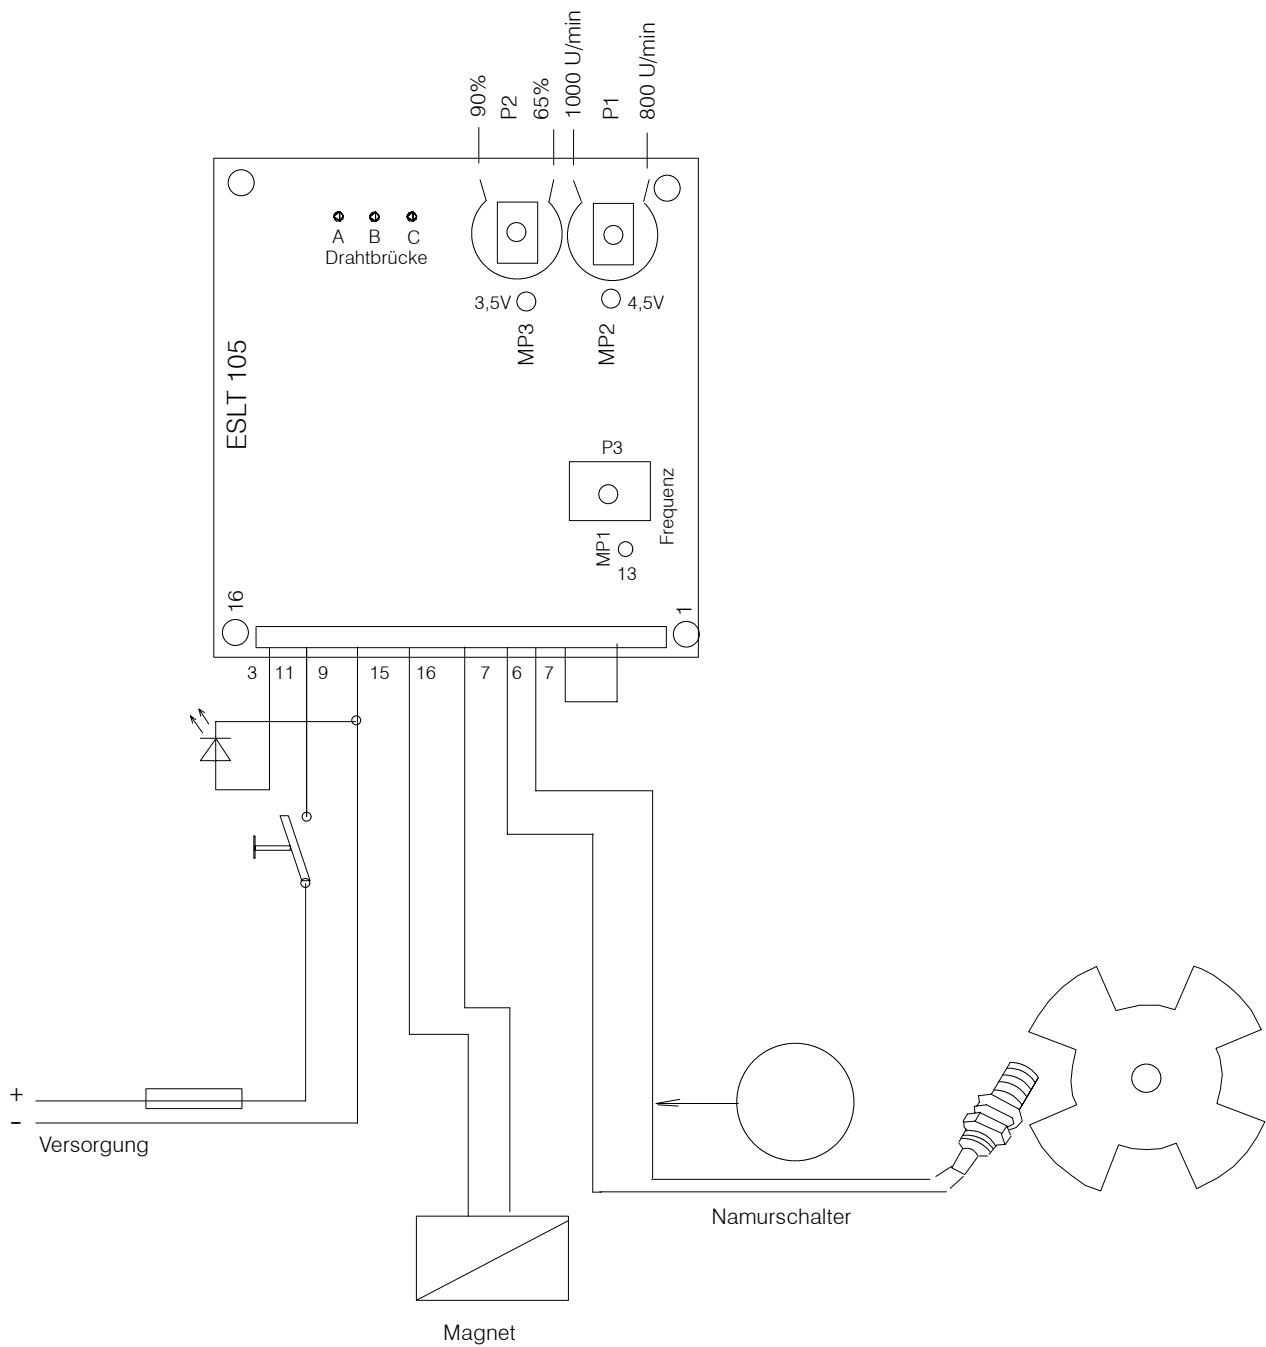 90%
P2
65%
1000 U/min
P1
800 U/min
A B C
Drahtbrücke
3,5V
4,5V
MP3
MP2
ESLT 105
P3
Frequenz
MP1
13
16
1
3 11 9 15 16 7 6 7
+
-
Versorgung
Namurschalter
Magnet